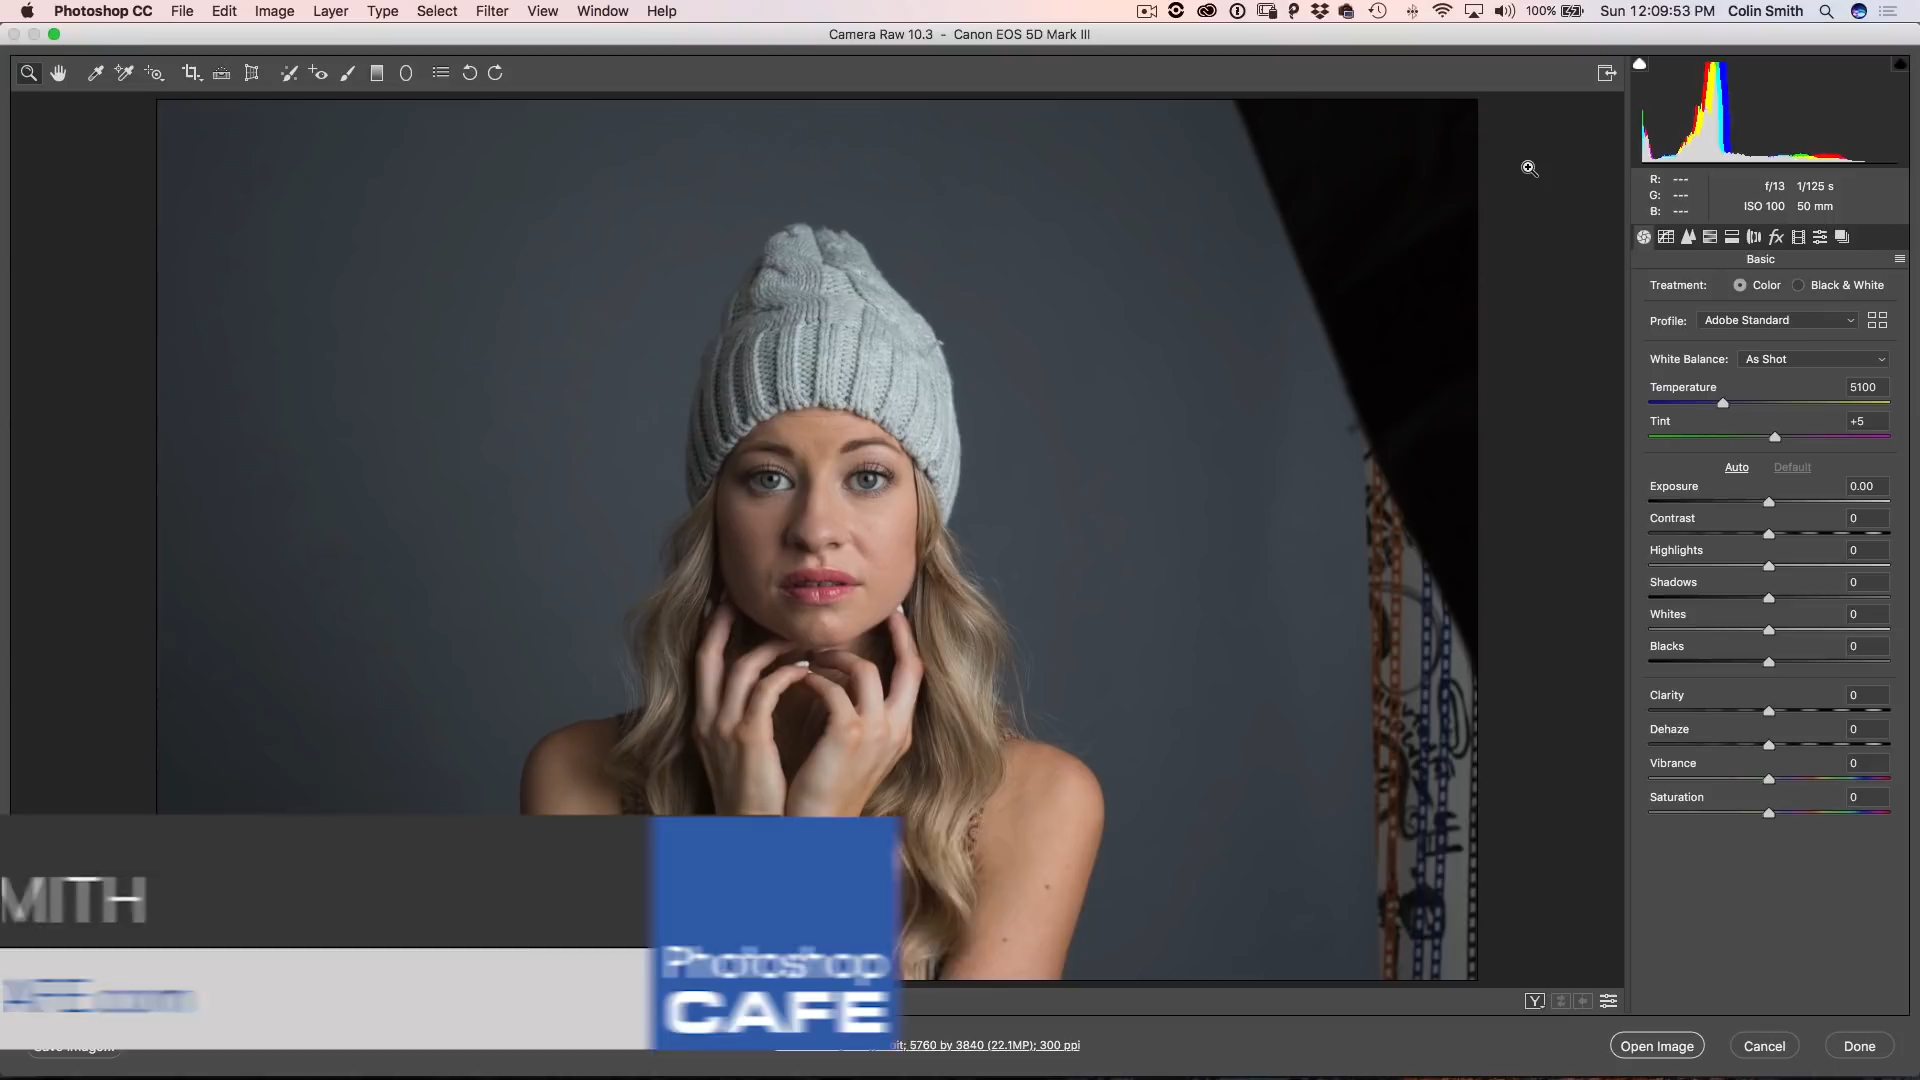 Photoshop CC File Edit Image Layer Type Select Filter View Window Help 100% Sun 12:09:53 PM Colin Smith
Camera Raw 10.3 - Canon EOS 5D Mark III
R: ---
G: ---
B: ---
f/13 1/125 s
ISO 100 50 mm
fx
Basic
Treatment: Color Black & White
Profile: Adobe Standard
White Balance: As Shot
Temperature 5100
Tint +5
Auto Default
Exposure 0.00
Contrast 0
Highlights 0
Shadows 0
Whites 0
Blacks 0
Clarity 0
Dehaze 0
Vibrance 0
Saturation 0
MITH
Photoshop
CAFE
Y
5760 by 3840 (22.1MP); 300 ppi
Open Image Cancel Done